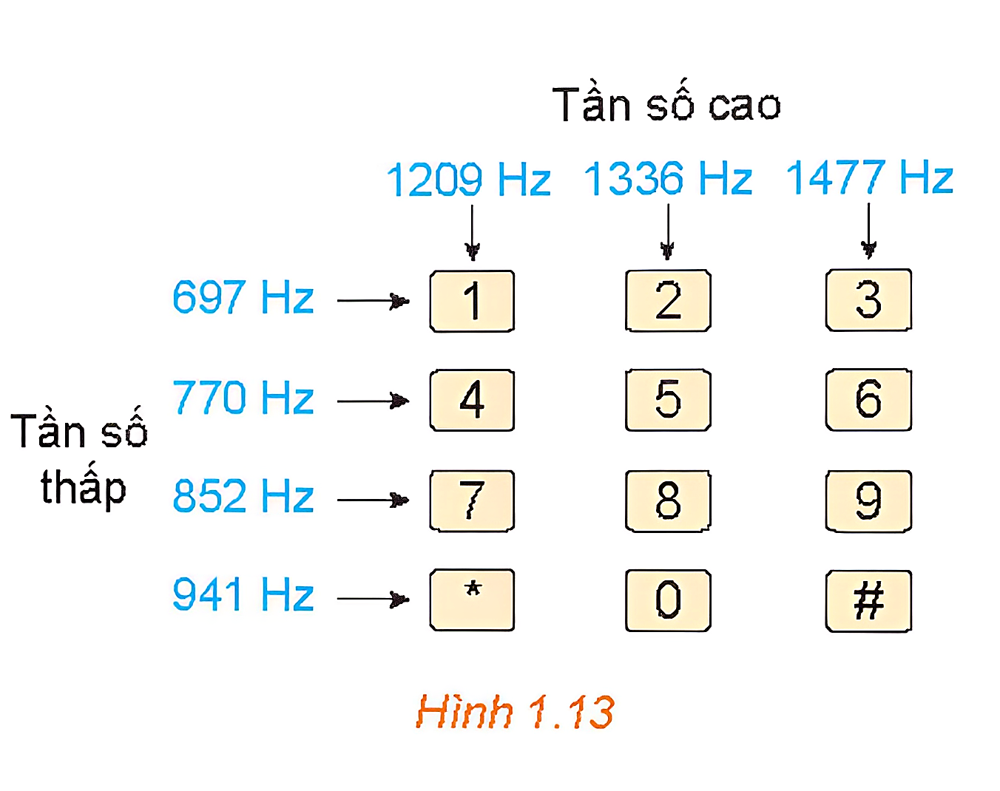 Tần số cao
1209 Hz 1336 Hz 1477 Hz
697 Hz 1 2 3
770 Hz 4 5 6
Tần số
thấp
852 Hz 7 8 9
941 Hz * 0 #
Hình 1.13